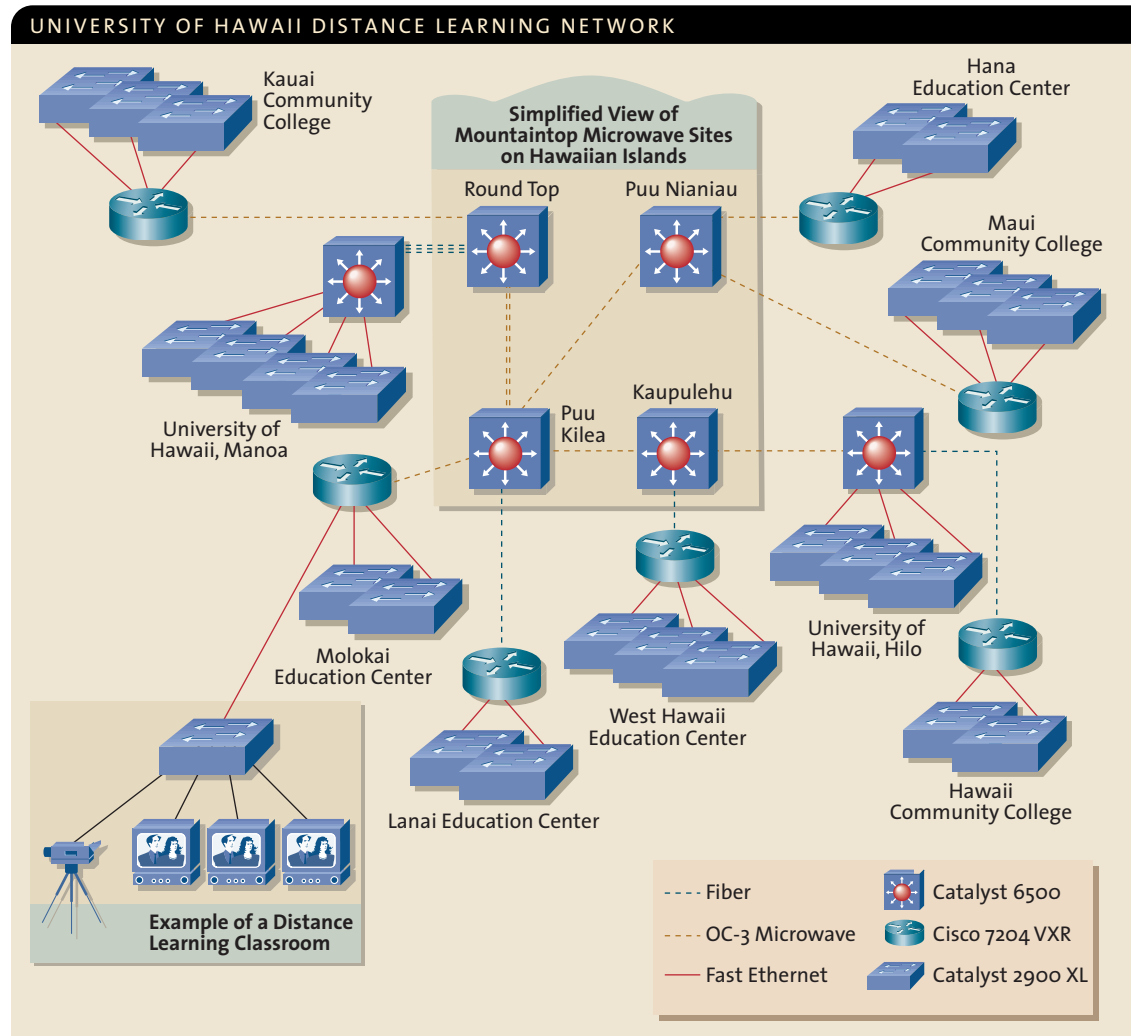 UNIVERSITY OF HAWAII DISTANCE LEARNING NETWORK
Kauai
Community
College
Simplified View of
Mountaintop Microwave Sites
on Hawaiian Islands
Hana
Education Center
Round Top
Puu Nianiau
Maui
Community College
University of
Hawaii, Manoa
Puu
Kilea
Kaupulehu
Molokai
Education Center
University of
Hawaii, Hilo
West Hawaii
Education Center
Lanai Education Center
Hawaii
Community College
Example of a Distance
Learning Classroom
Fiber
Catalyst 6500
OC-3 Microwave
Cisco 7204 VXR
Fast Ethernet
Catalyst 2900 XL